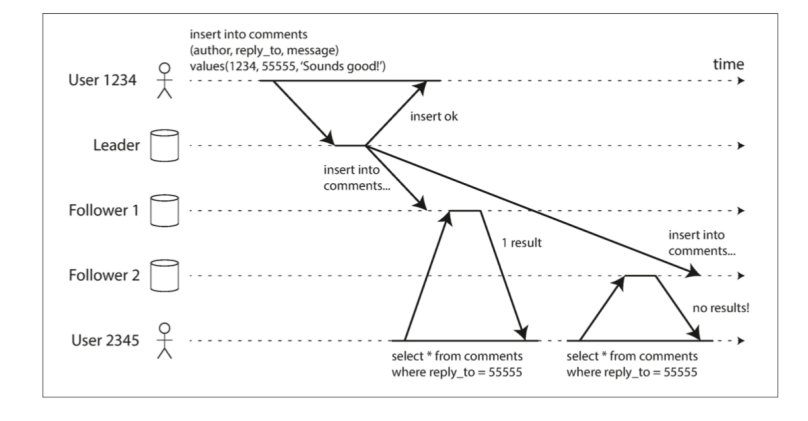 insert into comments
(author, reply_to, message)
values(1234, 55555, ‘Sounds good!’)
time
User 1234
insert ok
Leader
insert into
comments...
Follower 1
1 result
insert into
comments...
Follower 2
no results!
User 2345
select * from comments
where reply_to = 55555
select * from comments
where reply_to = 55555